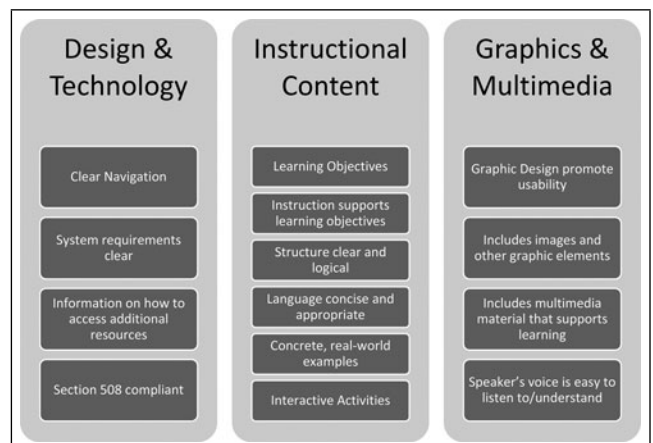 Design &
Technology
Clear Navigation
System requirements
clear
Information on how to
access additional
resources
Section 508 compliant
Instructional
Content
Learning Objectives
Instruction supports
learning objectives
Structure clear and
logical
Language concise and
appropriate
Concrete, real-world
examples
Interactive Activities
Graphics &
Multimedia
Graphic Design promote
usability
Includes images and
other graphic elements
Includes multimedia
material that supports
learning
Speaker's voice is easy to
listen to/understand